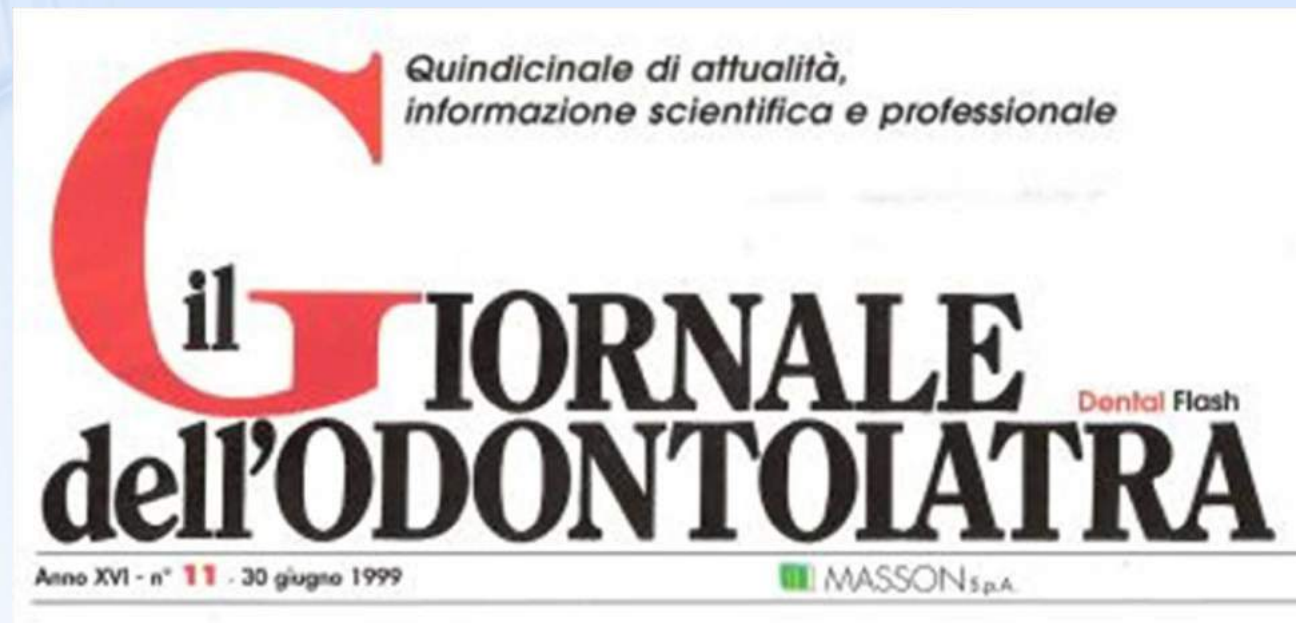 Quindicinale di attualità,
informazione scientifica e professionale
il GIORNALE
Dental Flash
dell'ODONTOIATRA
Anno XVI - n° 11 - 30 giugno 1999
MASSON S.p.A.